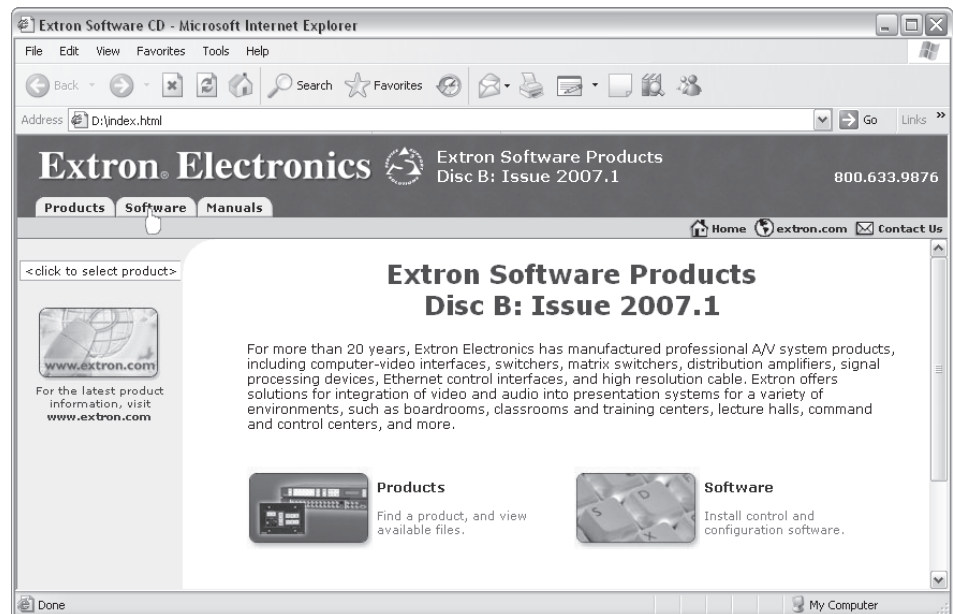 Extron Software CD - Microsoft Internet Explorer
File Edit View Favorites Tools Help
Back Search Favorites
Address D:\index.html Go Links »
Extron® Electronics Extron Software Products
Disc B: Issue 2007.1
800.633.9876
Products Software Manuals
Home extron.com Contact Us
<click to select product>
www.extron.com
For the latest product
information, visit
www.extron.com
Extron Software Products
Disc B: Issue 2007.1
For more than 20 years, Extron Electronics has manufactured professional A/V system products,
including computer-video interfaces, switchers, matrix switchers, distribution amplifiers, signal
processing devices, Ethernet control interfaces, and high resolution cable. Extron offers
solutions for integration of video and audio into presentation systems for a variety of
environments, such as boardrooms, classrooms and training centers, lecture halls, command
and control centers, and more.
Products
Find a product, and view
available files.
S D X
Software
Install control and
configuration software.
Done My Computer